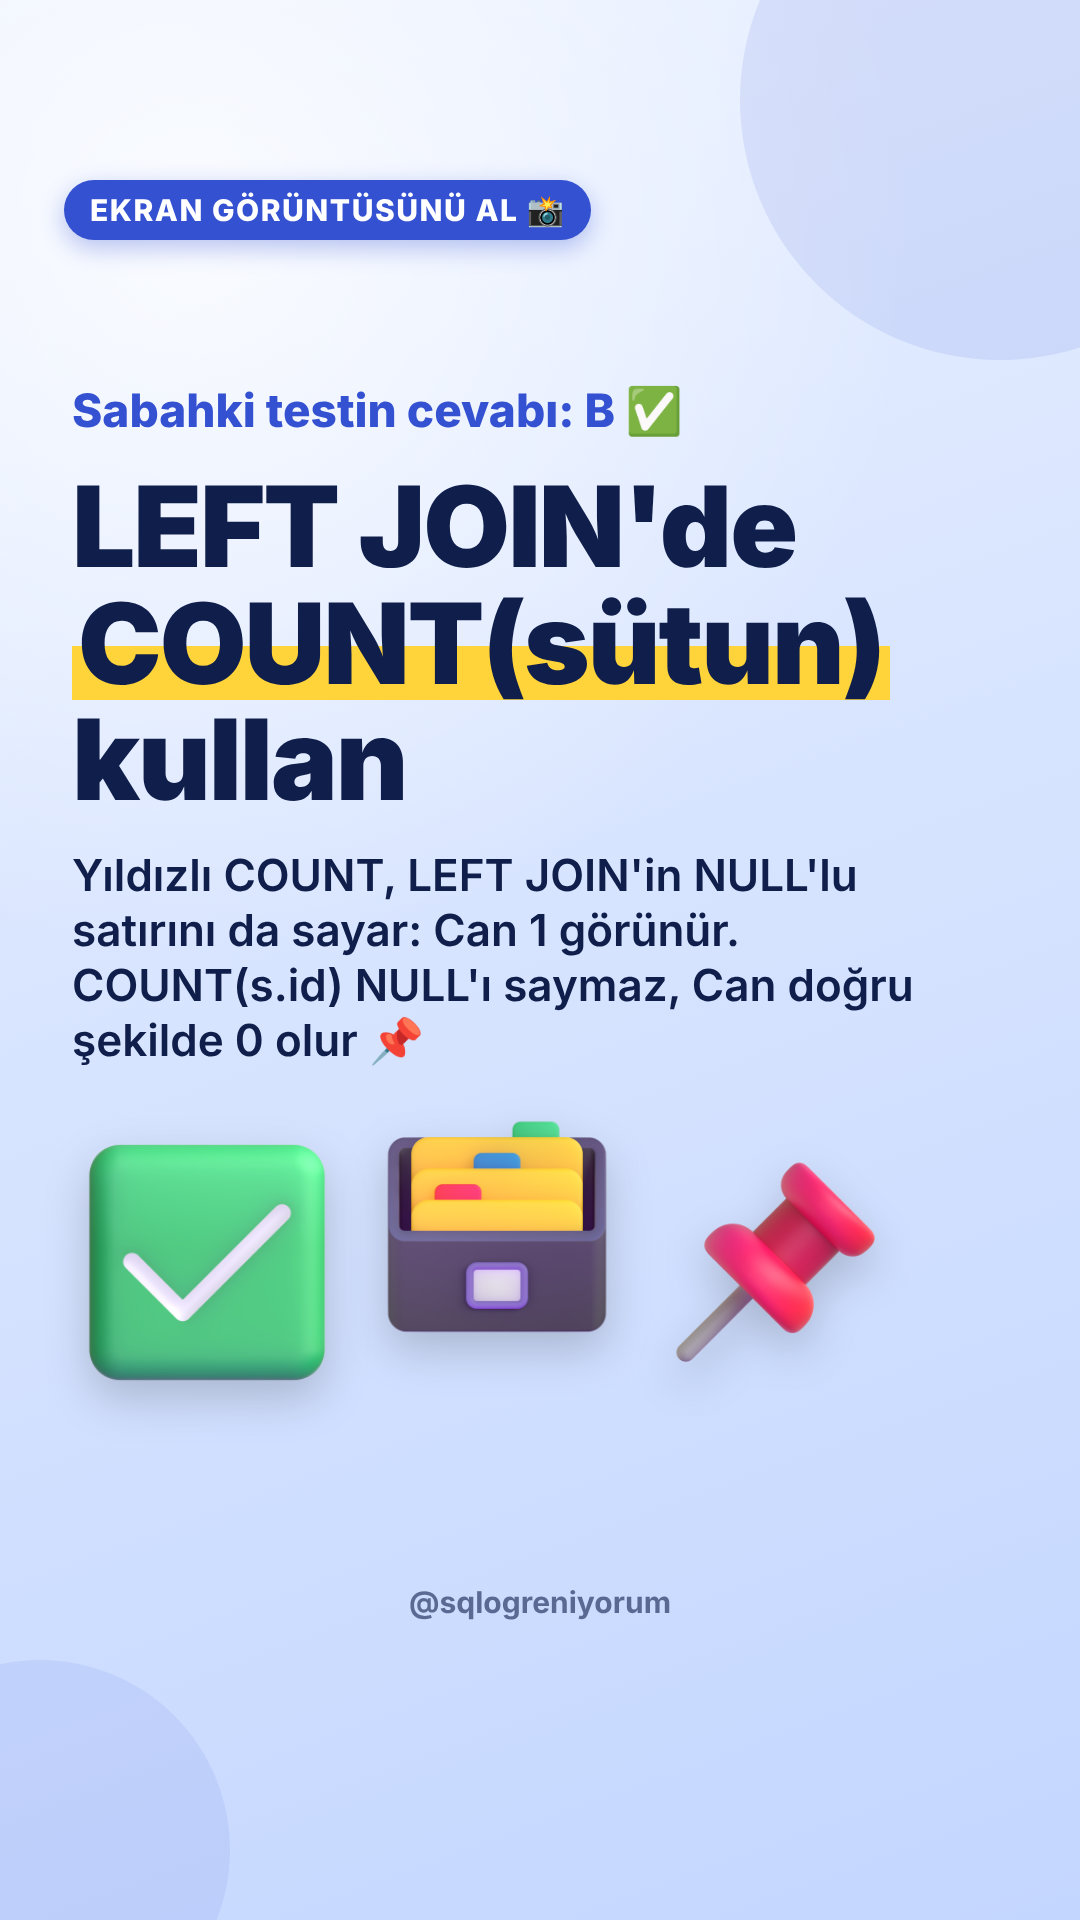 EKRAN GÖRÜNTÜSÜNÜ AL 📸
Sabahki testin cevabı: B ✅
LEFT JOIN'de
COUNT(sütun)
kullan
Yıldızlı COUNT, LEFT JOIN'in NULL'lu
satırını da sayar: Can 1 görünür.
COUNT(s.id) NULL'ı saymaz, Can doğru
şekilde 0 olur 📌
@sqlogreniyorum